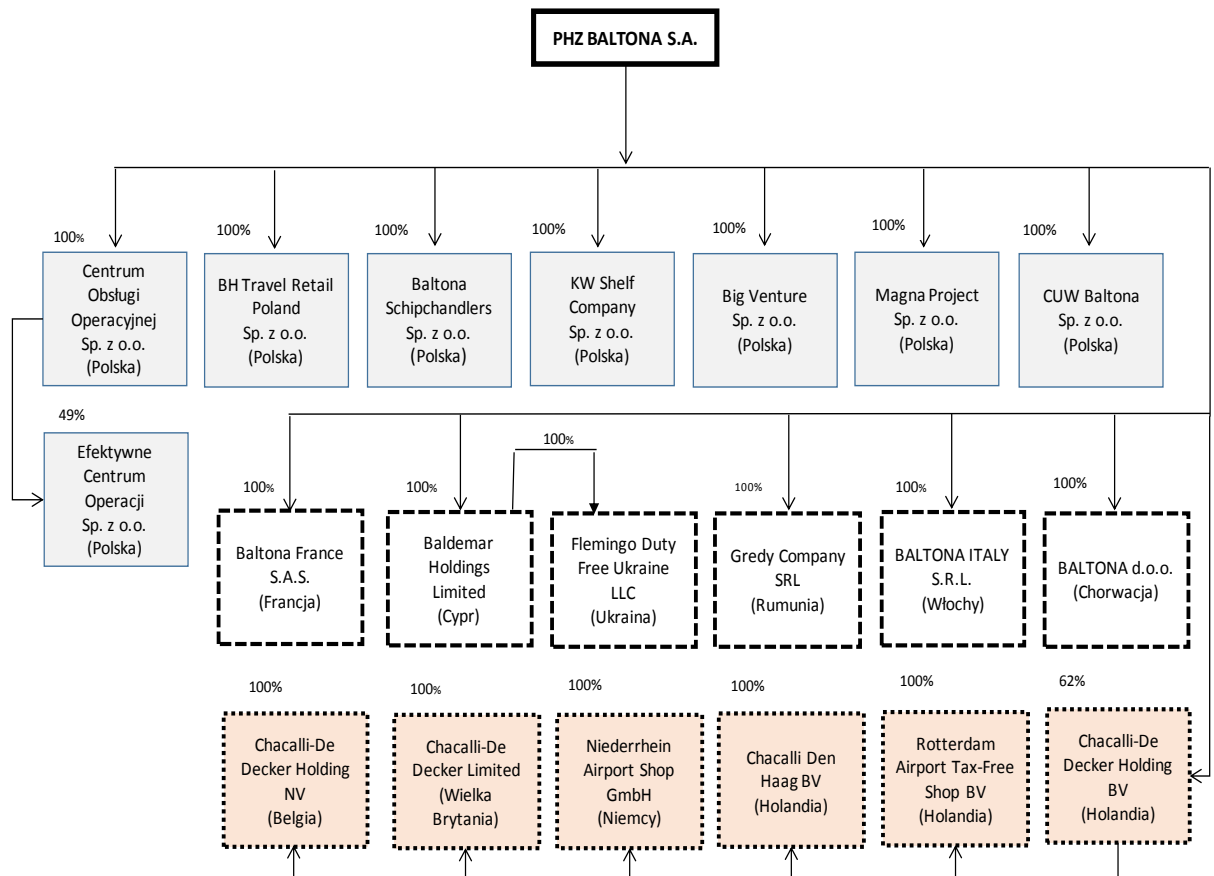 PHZ BALTONA S.A.
100%
100%
100%
100%
100%
100%
100%
Centrum
Obsługi
Operacyjnej
Sp. z o.o.
(Polska)
BH Travel Retail
Poland
Sp. z o.o.
(Polska)
Baltona
Schipchandlers
Sp. z o.o.
(Polska)
KW Shelf
Company
Sp. z o.o.
(Polska)
Big Venture
Sp. z o.o.
(Polska)
Magna Project
Sp. z o.o.
(Polska)
CUW Baltona
Sp. z o.o.
(Polska)
49%
Efektywne
Centrum
Operacji
Sp. z o.o.
(Polska)
100%
100%
100%
100%
100%
100%
Baltona France
S.A.S.
(Francja)
Baldemar
Holdings
Limited
(Cypr)
Flemingo Duty
Free Ukraine
LLC
(Ukraina)
Gredy Company
SRL
(Rumunia)
BALTONA ITALY
S.R.L.
(Włochy)
BALTONA d.o.o.
(Chorwacja)
100%
100%
100%
100%
100%
62%
Chacalli-De
Decker Holding
NV
(Belgia)
Chacalli-De
Decker Limited
(Wielka
Brytania)
Niederrhein
Airport Shop
GmbH
(Niemcy)
Chacalli Den
Haag BV
(Holandia)
Rotterdam
Airport Tax-Free
Shop BV
(Holandia)
Chacalli-De
Decker Holding
BV
(Holandia)